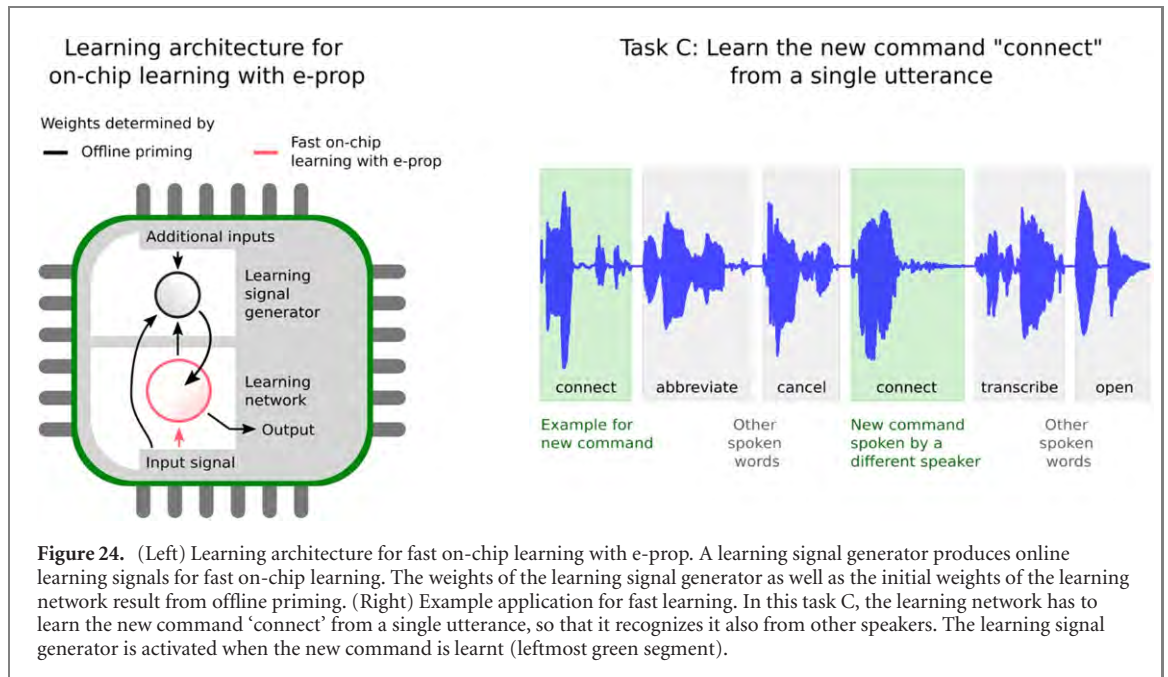 Learning architecture for
on-chip learning with e-prop
Weights determined by
Offline priming
Fast on-chip
learning with e-prop
Additional inputs
Learning
signal
generator
Learning
network
Output
Input signal
Task C: Learn the new command "connect"
from a single utterance
connect
abbreviate
cancel
connect
transcribe
open
Example for
new command
Other
spoken
words
New command
spoken by a
different speaker
Other
spoken
words
Figure 24. (Left) Learning architecture for fast on-chip learning with e-prop. A learning signal generator produces online
learning signals for fast on-chip learning. The weights of the learning signal generator as well as the initial weights of the learning
network result from offline priming. (Right) Example application for fast learning. In this task C, the learning network has to
learn the new command ‘connect’ from a single utterance, so that it recognizes it also from other speakers. The learning signal
generator is activated when the new command is learnt (leftmost green segment).